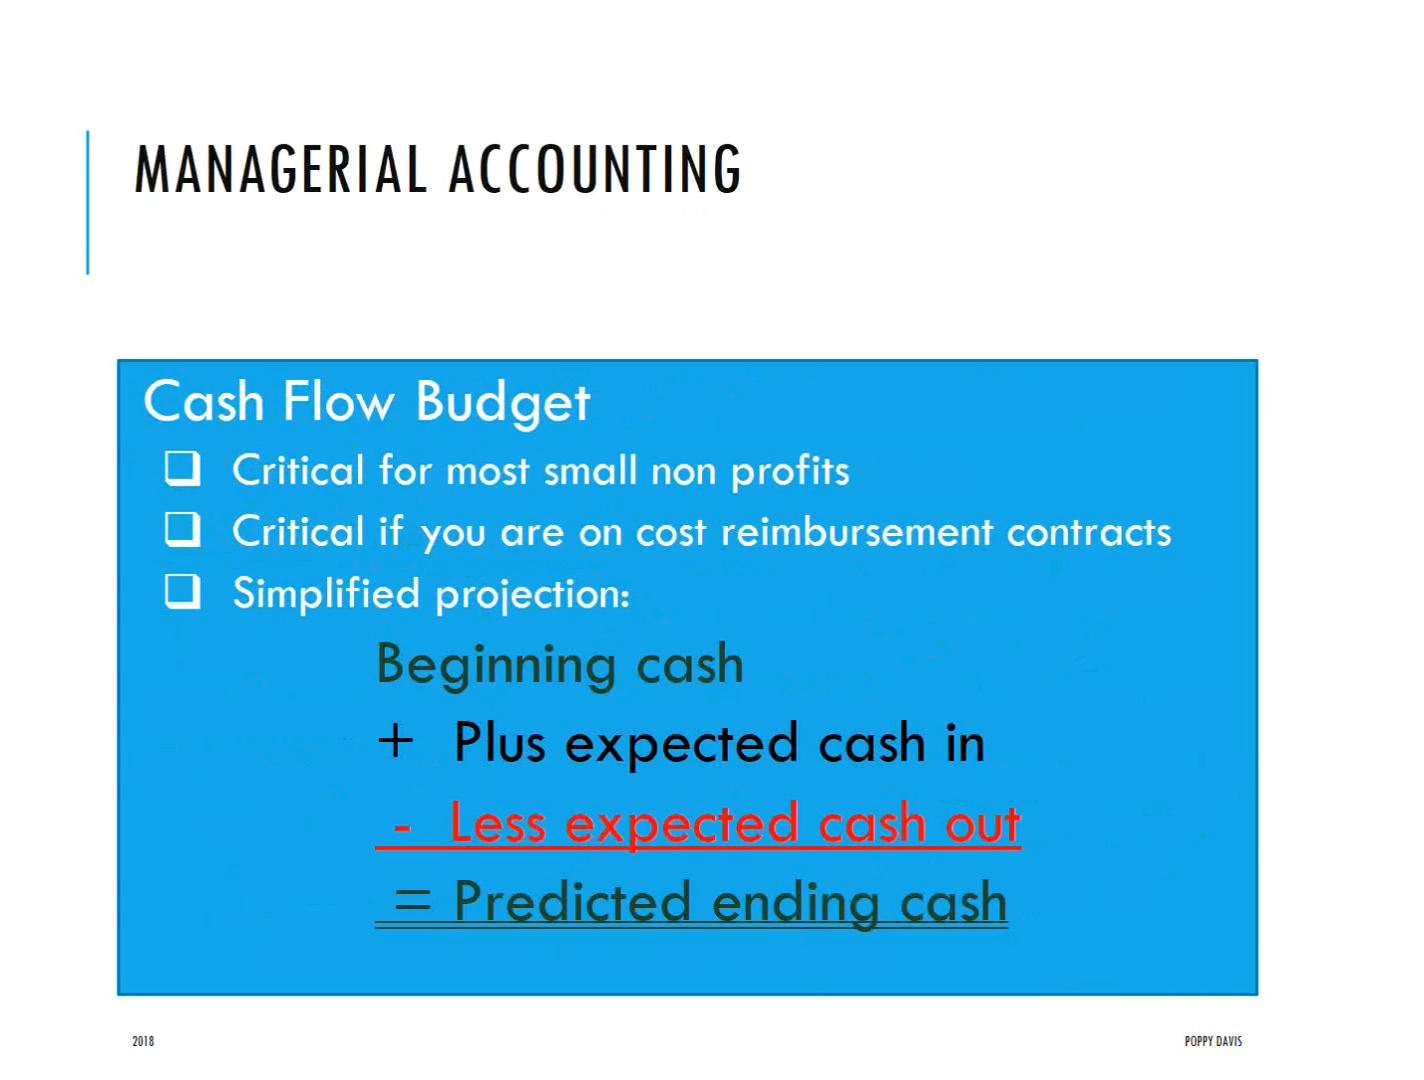 MANAGERIAL ACCOUNTING
Cash Flow Budget
❑ Critical for most small non profits
❑ Critical if you are on cost reimbursement contracts
❑ Simplified projection:
Beginning cash
+ Plus expected cash in
- Less expected cash out
= Predicted ending cash
2018
POPPY DAVIS